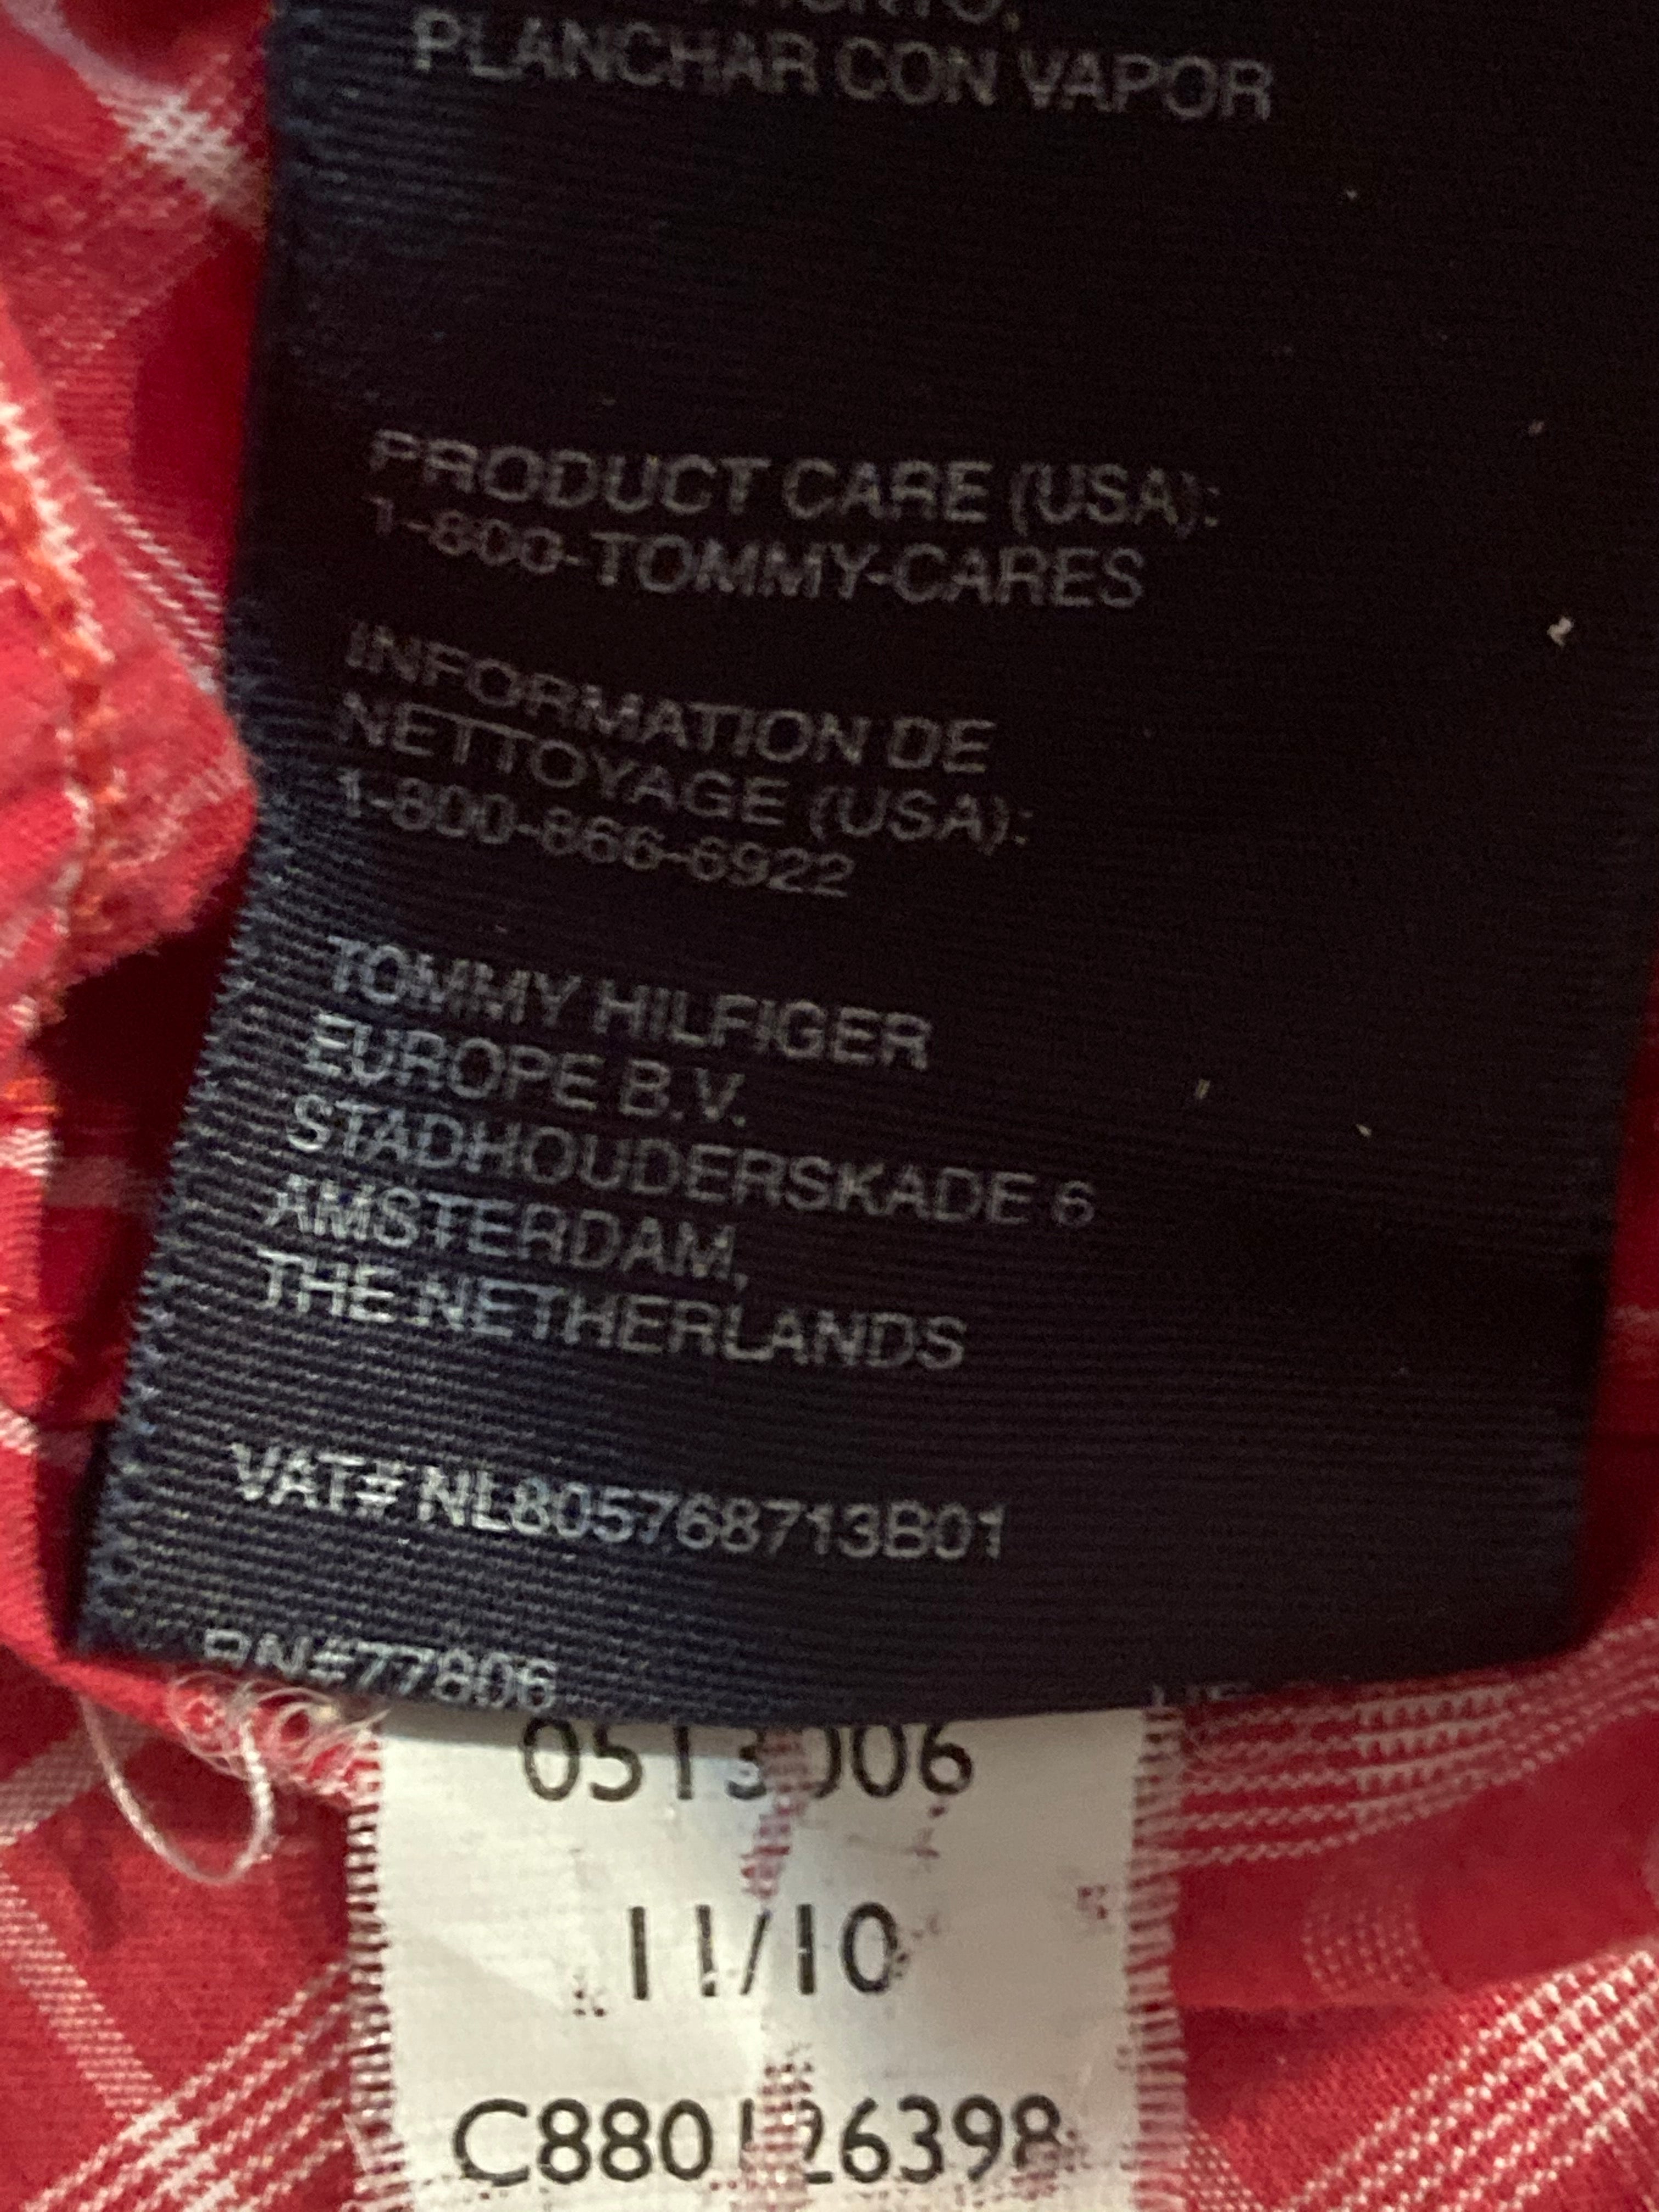 PLANCHAR CON VAPOR
PRODUCT CARE (USA):
1-800-TOMMY-CARES
INFORMATION DE
NETTOYAGE (USA):
1-800-866-6922
TOMMY HILFIGER
EUROPE B.V.
STADHOUDERSKADE 6
AMSTERDAM,
THE NETHERLANDS
VAT# NL805768713B01
RN#77806
11/10